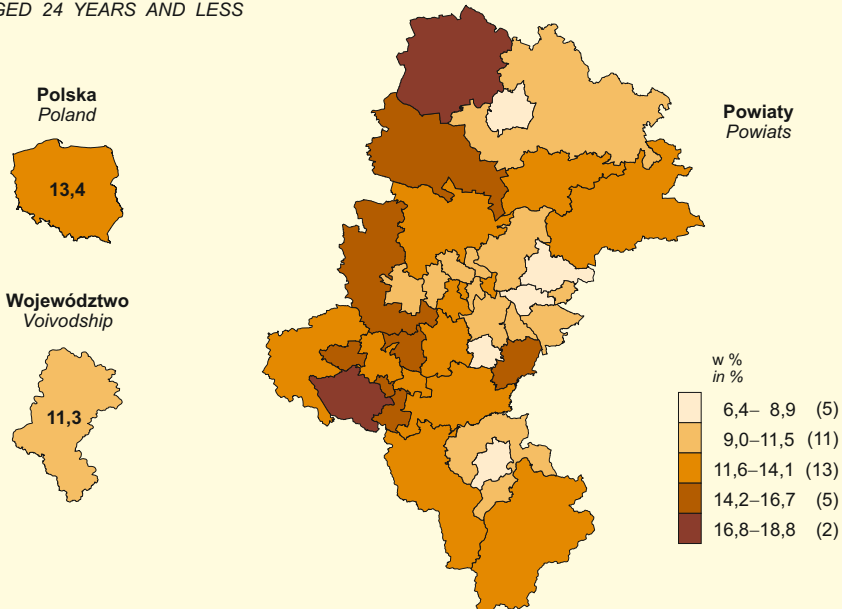 GED 24 YEARS AND LESS
Polska
Poland
13,4
Powiaty
Powiats
Województwo
Voivodship
11,3
w %
in %
6,4– 8,9 (5)
9,0–11,5 (11)
11,6–14,1 (13)
14,2–16,7 (5)
16,8–18,8 (2)